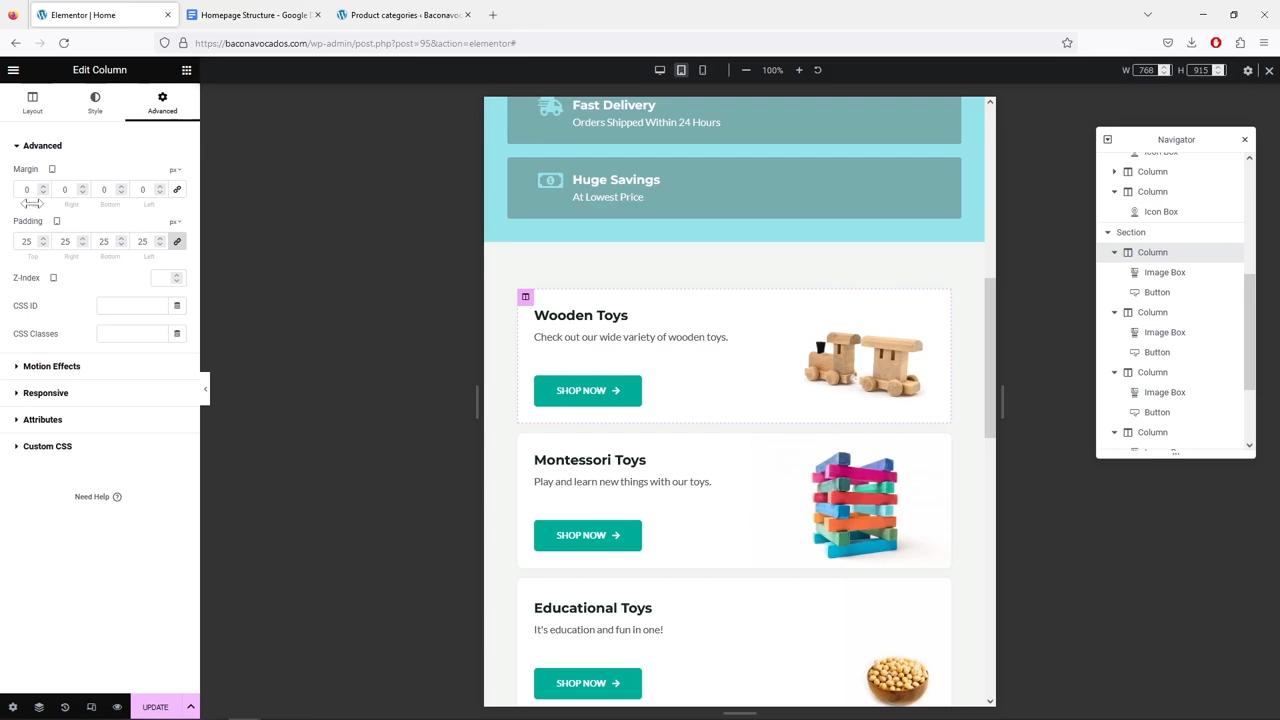 Elementor | Home
Homepage Structure - Google D
Product categories ‹ Baconavocad
https://baconavocados.com/wp-admin/post.php?post=95&action=elementor#
Edit Column
100%
W 768 H 915
Layout Style Advanced
Advanced
Margin px
0 0 0 0
Right Bottom Left
Padding px
25 25 25 25
Top Right Bottom Left
Z-Index
CSS ID
CSS Classes
Motion Effects
Responsive
Attributes
Custom CSS
Need Help
UPDATE
Fast Delivery
Orders Shipped Within 24 Hours
Huge Savings
At Lowest Price
Wooden Toys
Check out our wide variety of wooden toys.
SHOP NOW
Montessori Toys
Play and learn new things with our toys.
SHOP NOW
Educational Toys
It's education and fun in one!
SHOP NOW
Navigator
Icon Box
Column
Column
Icon Box
Section
Column
Image Box
Button
Column
Image Box
Button
Column
Image Box
Button
Column